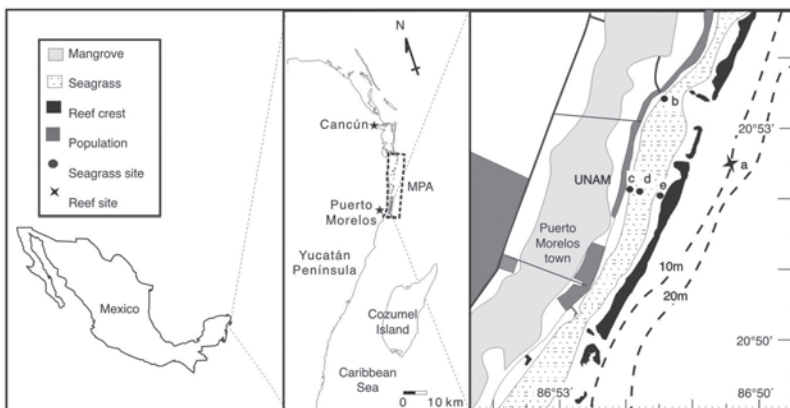 Mangrove
Seagrass
Reef crest
Population
Seagrass site
Reef site
Mexico
N
Cancún
MPA
Puerto
Morelos
Yucatán
Península
Cozumel
Island
Caribbean
Sea
0 10 km
b
20°53'
a
UNAM
c d e
Puerto
Morelos
town
10m
20m
20°50'
86°53' 86°50'